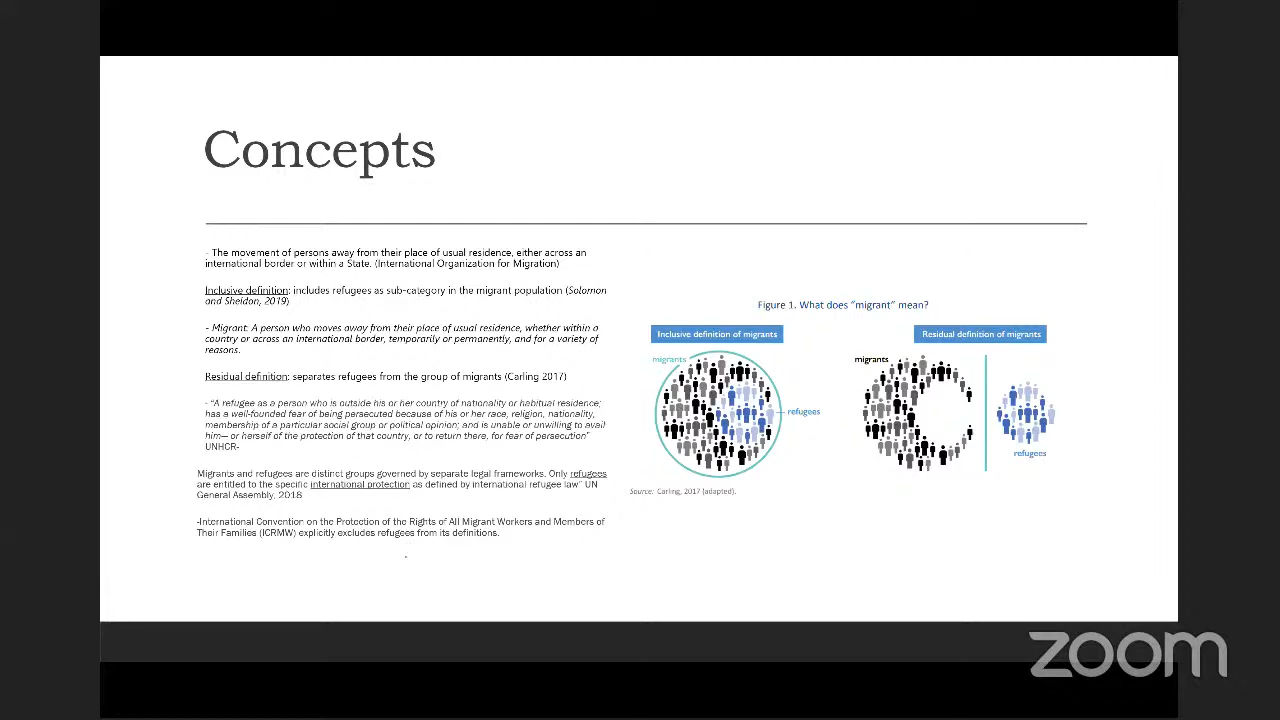 Concepts
- The movement of persons away from their place of usual residence, either across an
international border or within a State. (International Organization for Migration)
Inclusive definition: includes refugees as sub-category in the migrant population (Solomon
and Sheldon, 2019).
- Migrant: A person who moves away from their place of usual residence, whether within a
country or across an international border, temporarily or permanently, and for a variety of
reasons.
Residual definition: separates refugees from the group of migrants (Carling 2017)
- "A refugee as a person who is outside his or her country of nationality or habitual residence;
has a well-founded fear of being persecuted because of his or her race, religion, nationality,
membership of a particular social group or political opinion; and is unable or unwilling to avail
him— or herself of the protection of that country, or to return there, for fear of persecution"
UNHCR-
Migrants and refugees are distinct groups governed by separate legal frameworks. Only refugees
are entitled to the specific international protection as defined by international refugee law" UN
General Assembly, 2018
-International Convention on the Protection of the Rights of All Migrant Workers and Members of
Their Families (ICRMW) explicitly excludes refugees from its definitions.
Figure 1. What does "migrant" mean?
Inclusive definition of migrants
Residual definition of migrants
migrants
refugees
migrants
refugees
Source: Carling, 2017 (adapted).
zoom